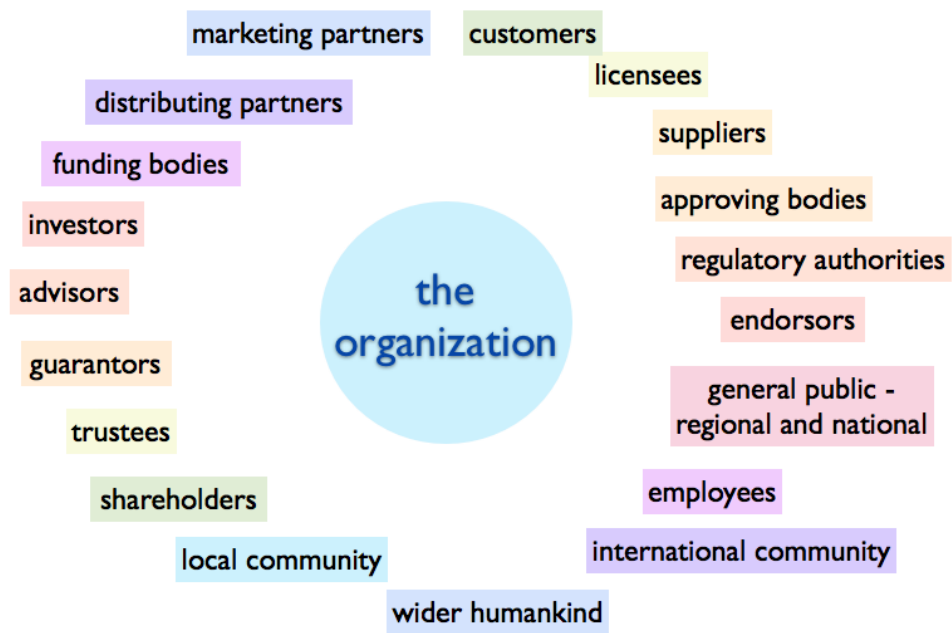 marketing partners
customers
licensees
distributing partners
suppliers
funding bodies
approving bodies
investors
regulatory authorities
advisors
the
organization
endorsors
guarantors
general public -
regional and national
trustees
employees
shareholders
international community
local community
wider humankind